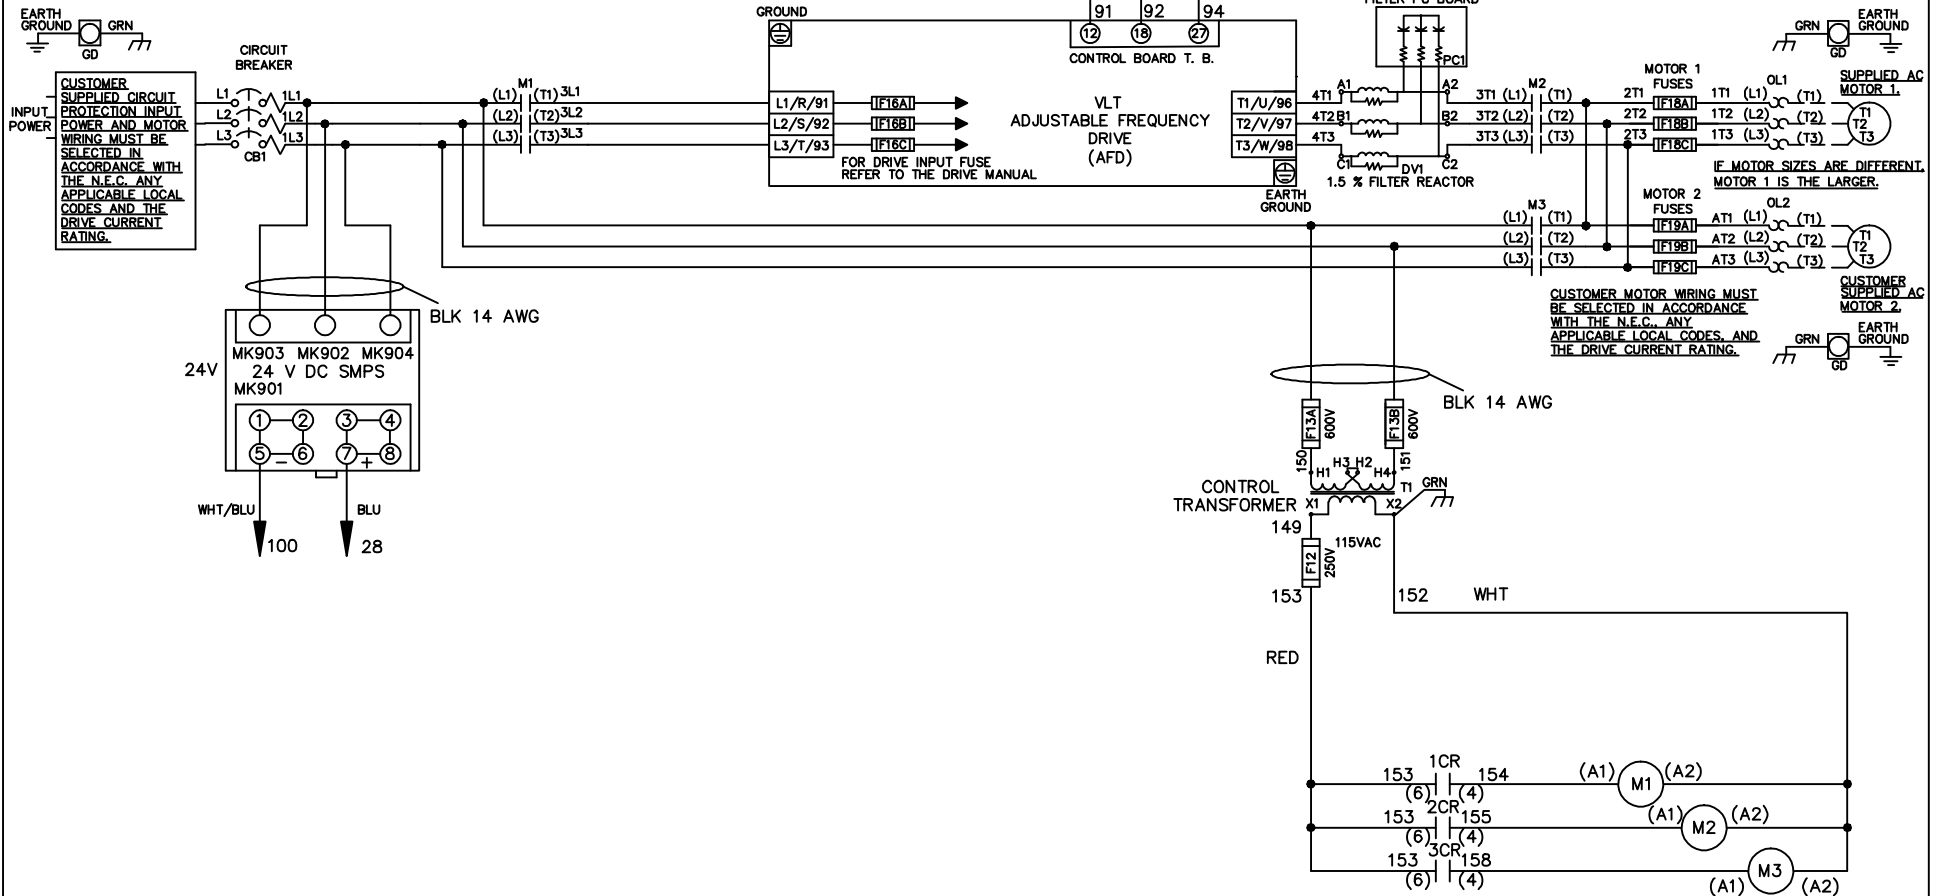 EARTH
GROUND
GRN
GD
CUSTOMER
SUPPLIED CIRCUIT
PROTECTION INPUT
POWER AND MOTOR
WIRING MUST BE
SELECTED IN
ACCORDANCE WITH
THE N.E.C. ANY
APPLICABLE LOCAL
CODES AND THE
DRIVE CURRENT
RATING.
INPUT
POWER
CIRCUIT
BREAKER
L1 1L1
L2 1L2
L3 1L3
CB1
M1
(L1) (T1) 3L1
(L2) (T2) 3L2
(L3) (T3) 3L3
GROUND
91 92 94
12 18 27
CONTROL BOARD T. B.
L1/R/91 F16A
L2/S/92 F16B
L3/T/93 F16C
FOR DRIVE INPUT FUSE
REFER TO THE DRIVE MANUAL
VLT
ADJUSTABLE FREQUENCY
DRIVE
(AFD)
T1/U/96 4T1
T2/V/97 4T2
T3/W/98 4T3
EARTH
GROUND
PC1
A1 A2
B1 B2
C1 C2
DV1
1.5 % FILTER REACTOR
M2
3T1 (L1) (T1)
3T2 (L2) (T2)
3T3 (L3) (T3)
MOTOR 1
FUSES
2T1 F18A 1T1 (L1) (T1)
2T2 F18B 1T2 (L2) (T2)
2T3 F18C 1T3 (L3) (T3)
OL1
GRN
GD
EARTH
GROUND
SUPPLIED AC
MOTOR 1.
T1
T2
T3
IF MOTOR SIZES ARE DIFFERENT,
MOTOR 1 IS THE LARGER.
M3
(L1) (T1)
(L2) (T2)
(L3) (T3)
MOTOR 2
FUSES
F19A AT1 (L1) (T1)
F19B AT2 (L2) (T2)
F19C AT3 (L3) (T3)
OL2
T1
T2
T3
CUSTOMER
SUPPLIED AC
MOTOR 2.
CUSTOMER MOTOR WIRING MUST
BE SELECTED IN ACCORDANCE
WITH THE N.E.C., ANY
APPLICABLE LOCAL CODES, AND
THE DRIVE CURRENT RATING.
GRN
GD
EARTH
GROUND
BLK 14 AWG
MK903 MK902 MK904
24V
24 V DC SMPS
MK901
1 2 3 4
5 - 6 7 + 8
WHT/BLU BLU
100 28
BLK 14 AWG
F13A 600V
F13B 600V
150 151
H1 H3 H2 H4
T1
GRN
CONTROL
TRANSFORMER
X1 X2
149
115VAC
F12 250V
153
152 WHT
RED
1CR
153 154 (A1) M1 (A2)
(6) (4)
2CR
153 155 (A1) M2 (A2)
(6) (4)
3CR
153 158 M3
(6) (4) (A1) (A2)